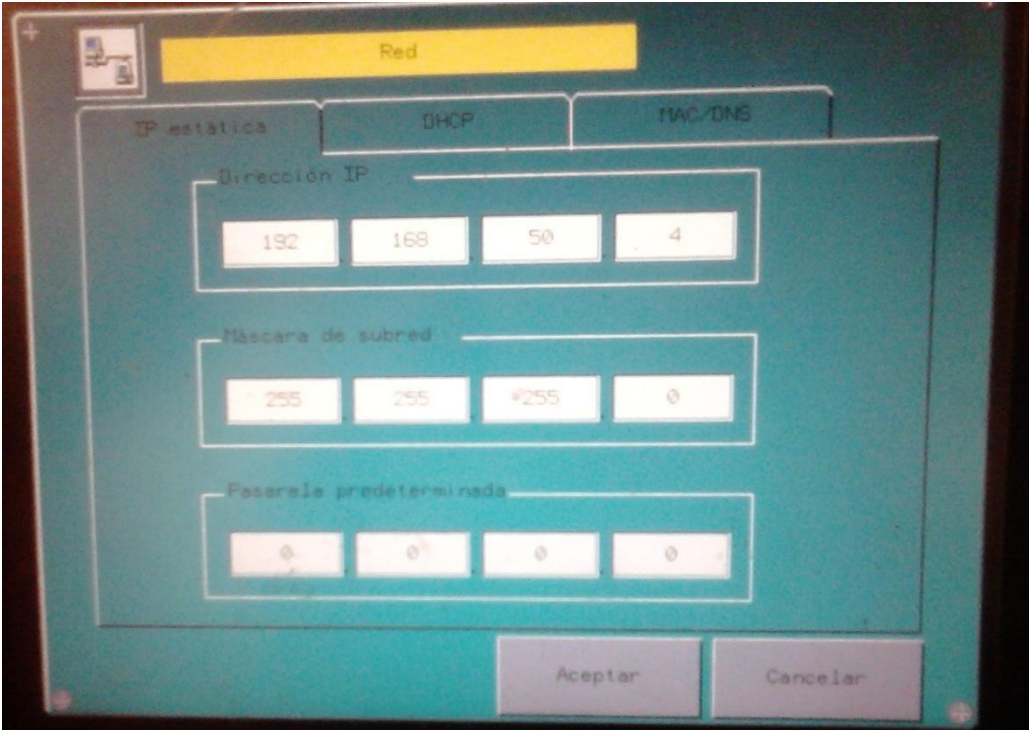 Red
IP estática DHCP MAC/DNS
Dirección IP
192 . 168 . 50 . 4
Máscara de subred
255 . 255 . 255 . 0
Pasarela predeterminada
0 . 0 . 0 . 0
Aceptar Cancelar